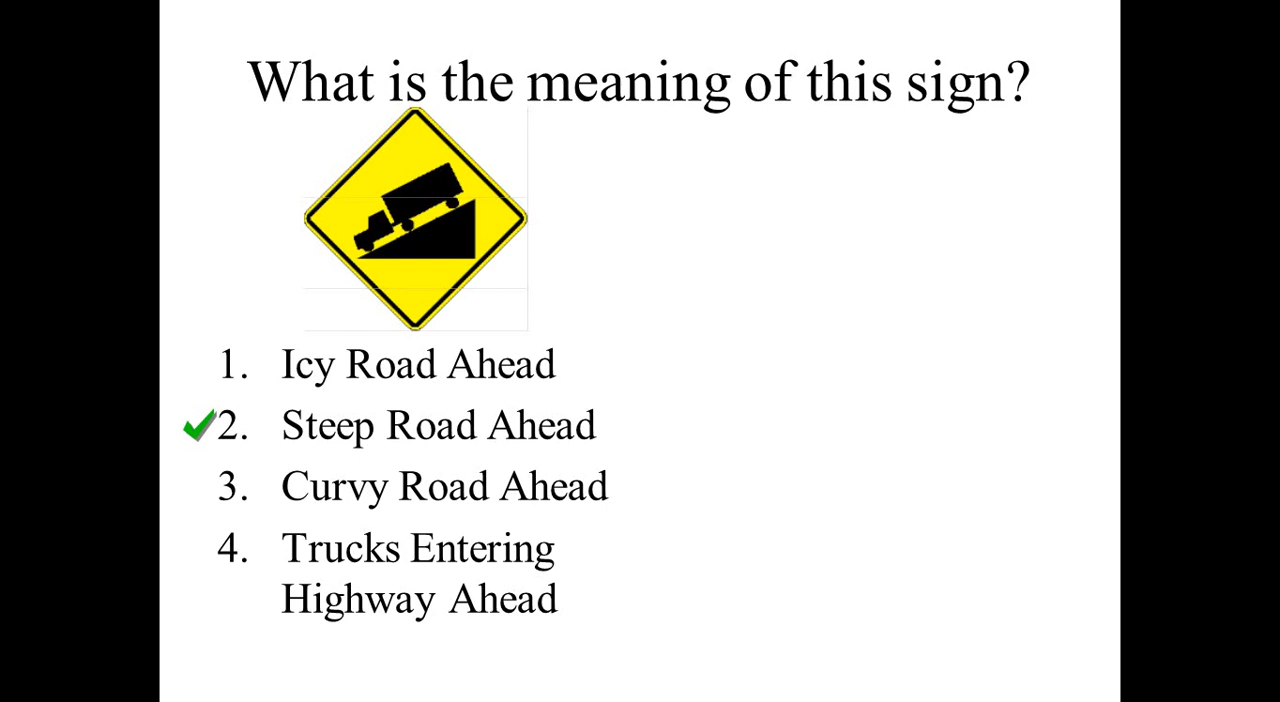 What is the meaning of this sign?
1. Icy Road Ahead
2. Steep Road Ahead
3. Curvy Road Ahead
4. Trucks Entering
Highway Ahead